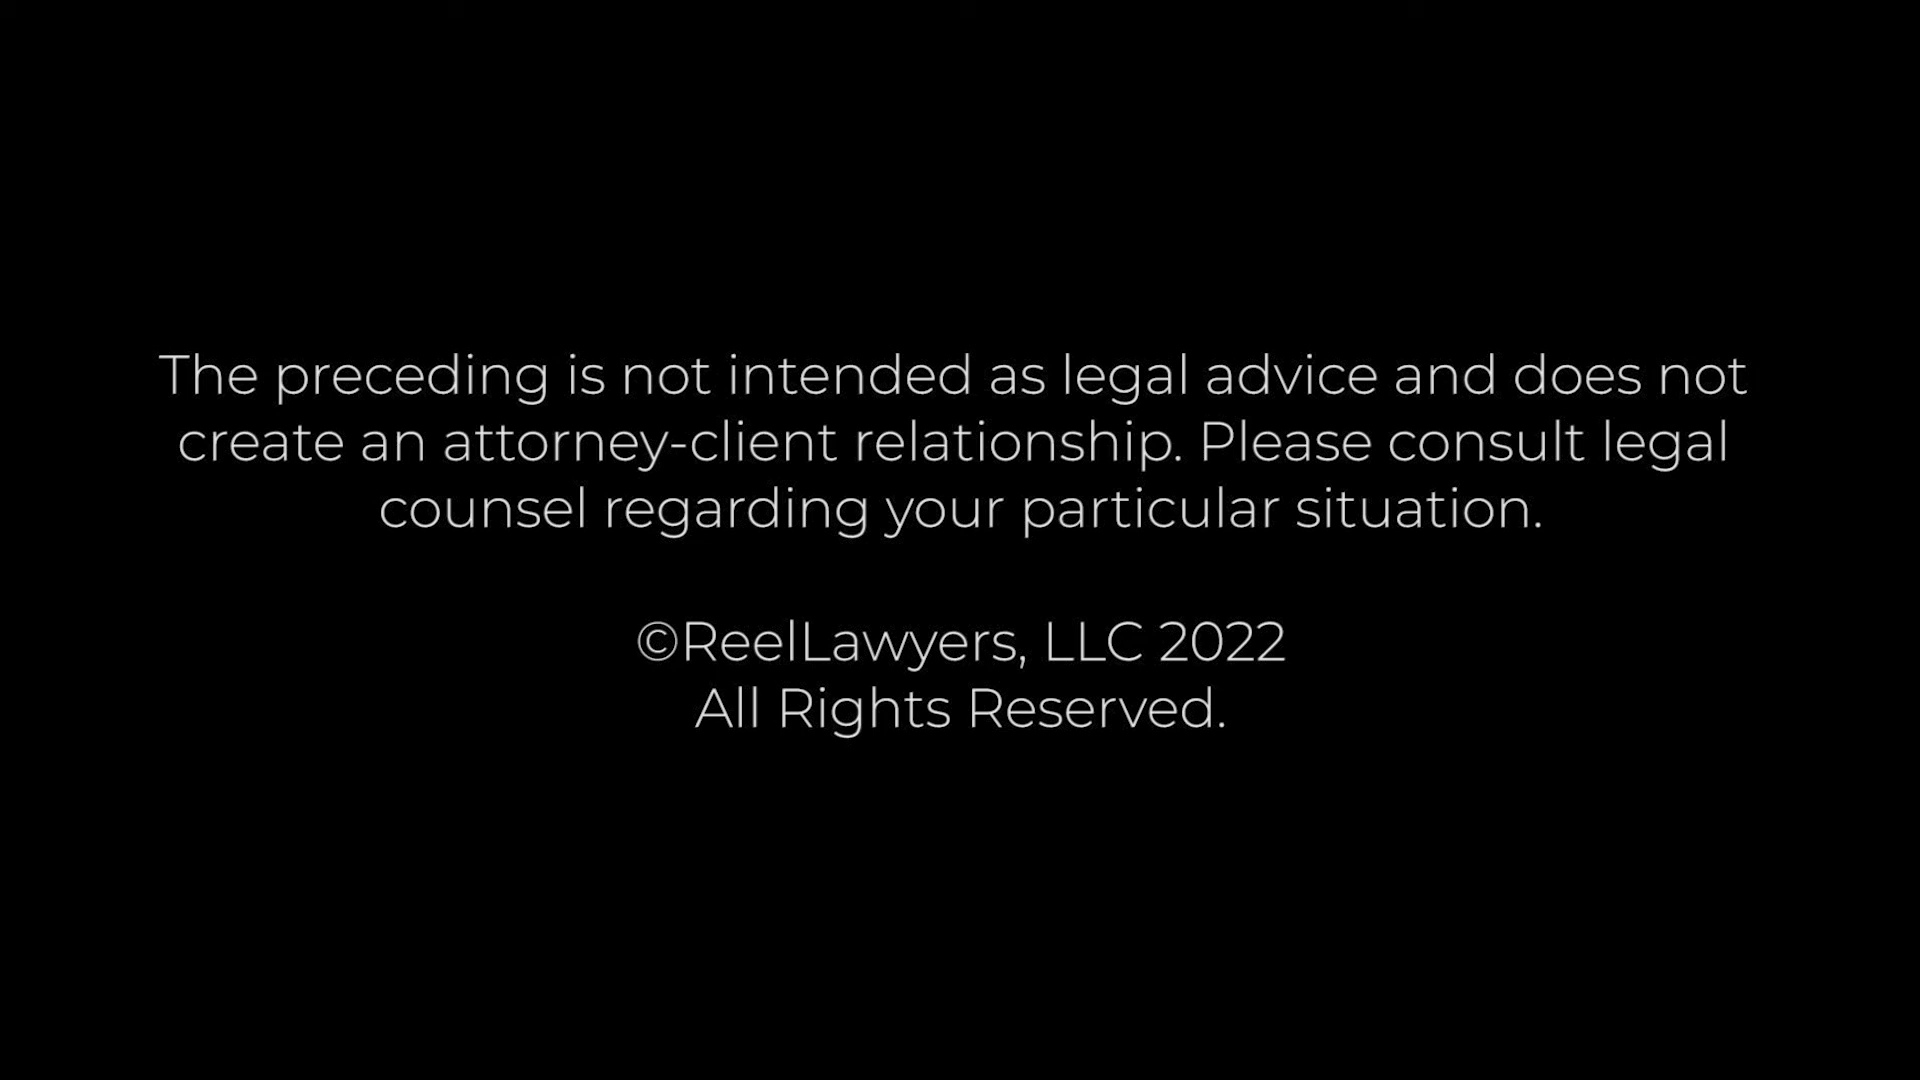 The preceding is not intended as legal advice and does not
create an attorney-client relationship. Please consult legal
counsel regarding your particular situation.
©ReelLawyers, LLC 2022
All Rights Reserved.